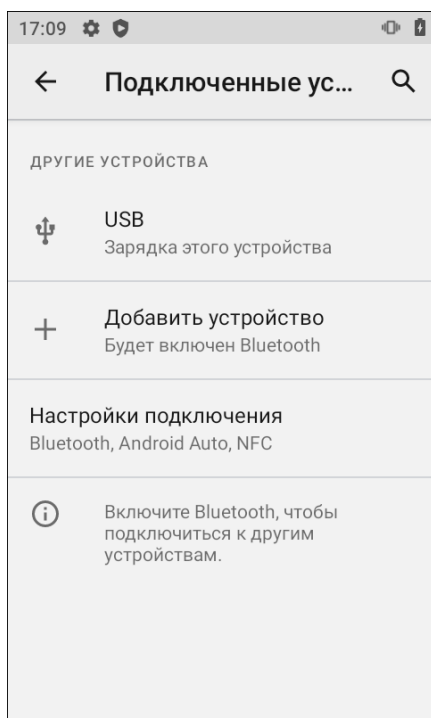 17:09
Подключенные ус...
ДРУГИЕ УСТРОЙСТВА
USB
Зарядка этого устройства
Добавить устройство
Будет включен Bluetooth
Настройки подключения
Bluetooth, Android Auto, NFC
Включите Bluetooth, чтобы
подключиться к другим
устройствам.